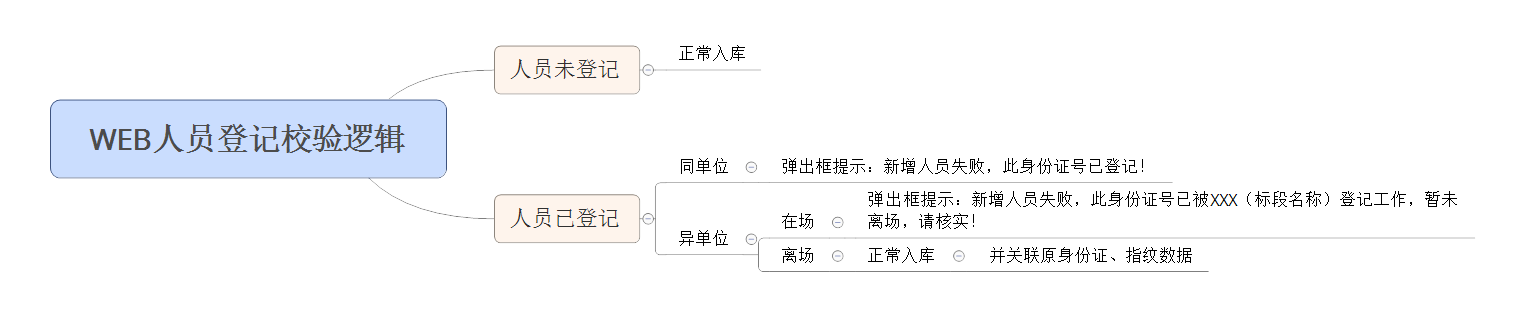 正常入库
人员未登记
WEB人员登记校验逻辑
同单位
弹出框提示：新增人员失败，此身份证号已登记！
人员已登记
弹出框提示：新增人员失败，此身份证号已被XXX（标段名称）登记工作，暂未
离场，请核实！
在场
异单位
离场
正常入库
并关联原身份证、指纹数据